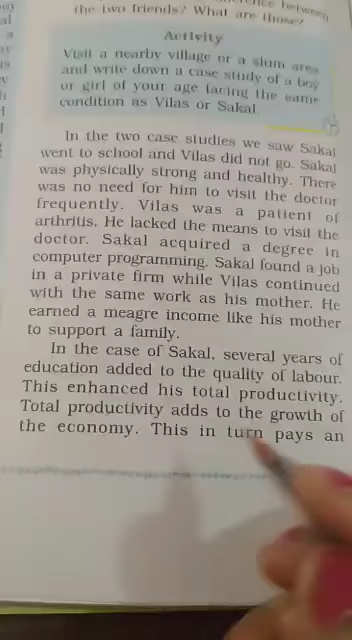 between
the two friends? What are those?
Activity
Visit a nearby village or a slum area
and write down a case study of a boy
or girl of your age facing the same
condition as Vilas or Sakal.
In the two case studies we saw Sakal
went to school and Vilas did not go. Sakal
was physically strong and healthy. There
was no need for him to visit the doctor
frequently. Vilas was a patient of
arthritis. He lacked the means to visit the
doctor. Sakal acquired a degree in
computer programming. Sakal found a job
in a private firm while Vilas continued
with the same work as his mother. He
earned a meagre income like his mother
to support a family.
In the case of Sakal, several years of
education added to the quality of labour.
This enhanced his total productivity.
Total productivity adds to the growth of
the economy. This in turn pays an